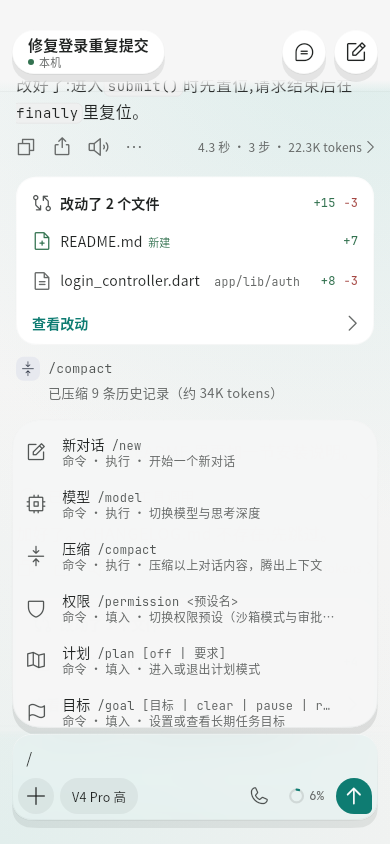 修复登录重复提交
本机
改好了:进入 submit() 时先置位,请求结束后在
finally 里复位。
4.3 秒 · 3 步 · 22.3K tokens
改动了 2 个文件 +15 -3
README.md 新建 +7
login_controller.dart app/lib/auth +8 -3
查看改动
/compact
已压缩 9 条历史记录（约 34K tokens）
新对话 /new
命令 · 执行 · 开始一个新对话
模型 /model
命令 · 执行 · 切换模型与思考深度
压缩 /compact
命令 · 执行 · 压缩以上对话内容，腾出上下文
权限 /permission <预设名>
命令 · 填入 · 切换权限预设（沙箱模式与审批…
计划 /plan [off | 要求]
命令 · 填入 · 进入或退出计划模式
目标 /goal [目标 | clear | pause | r…
命令 · 填入 · 设置或查看长期任务目标
/
V4 Pro 高 6%